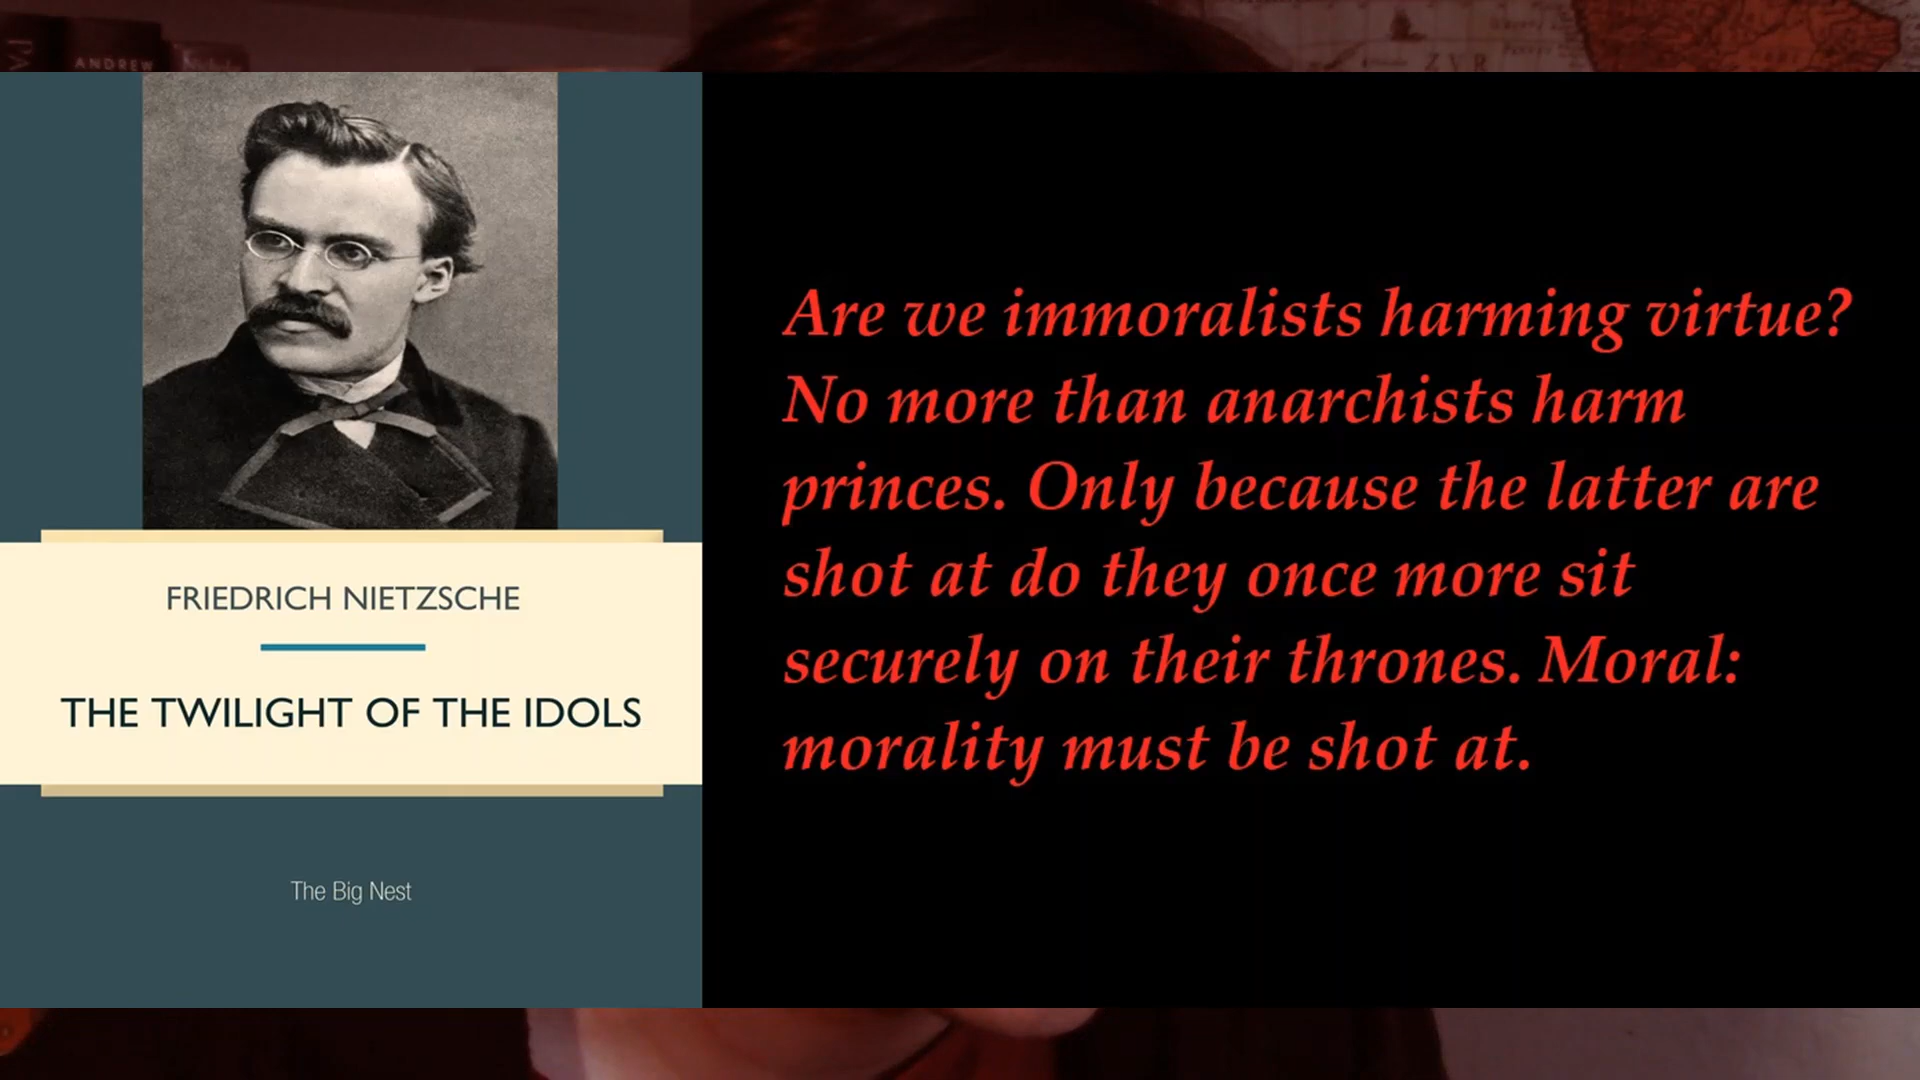 ANDREW
ZVR
FRIEDRICH NIETZSCHE
THE TWILIGHT OF THE IDOLS
The Big Nest
Are we immoralists harming virtue?
No more than anarchists harm
princes. Only because the latter are
shot at do they once more sit
securely on their thrones. Moral:
morality must be shot at.